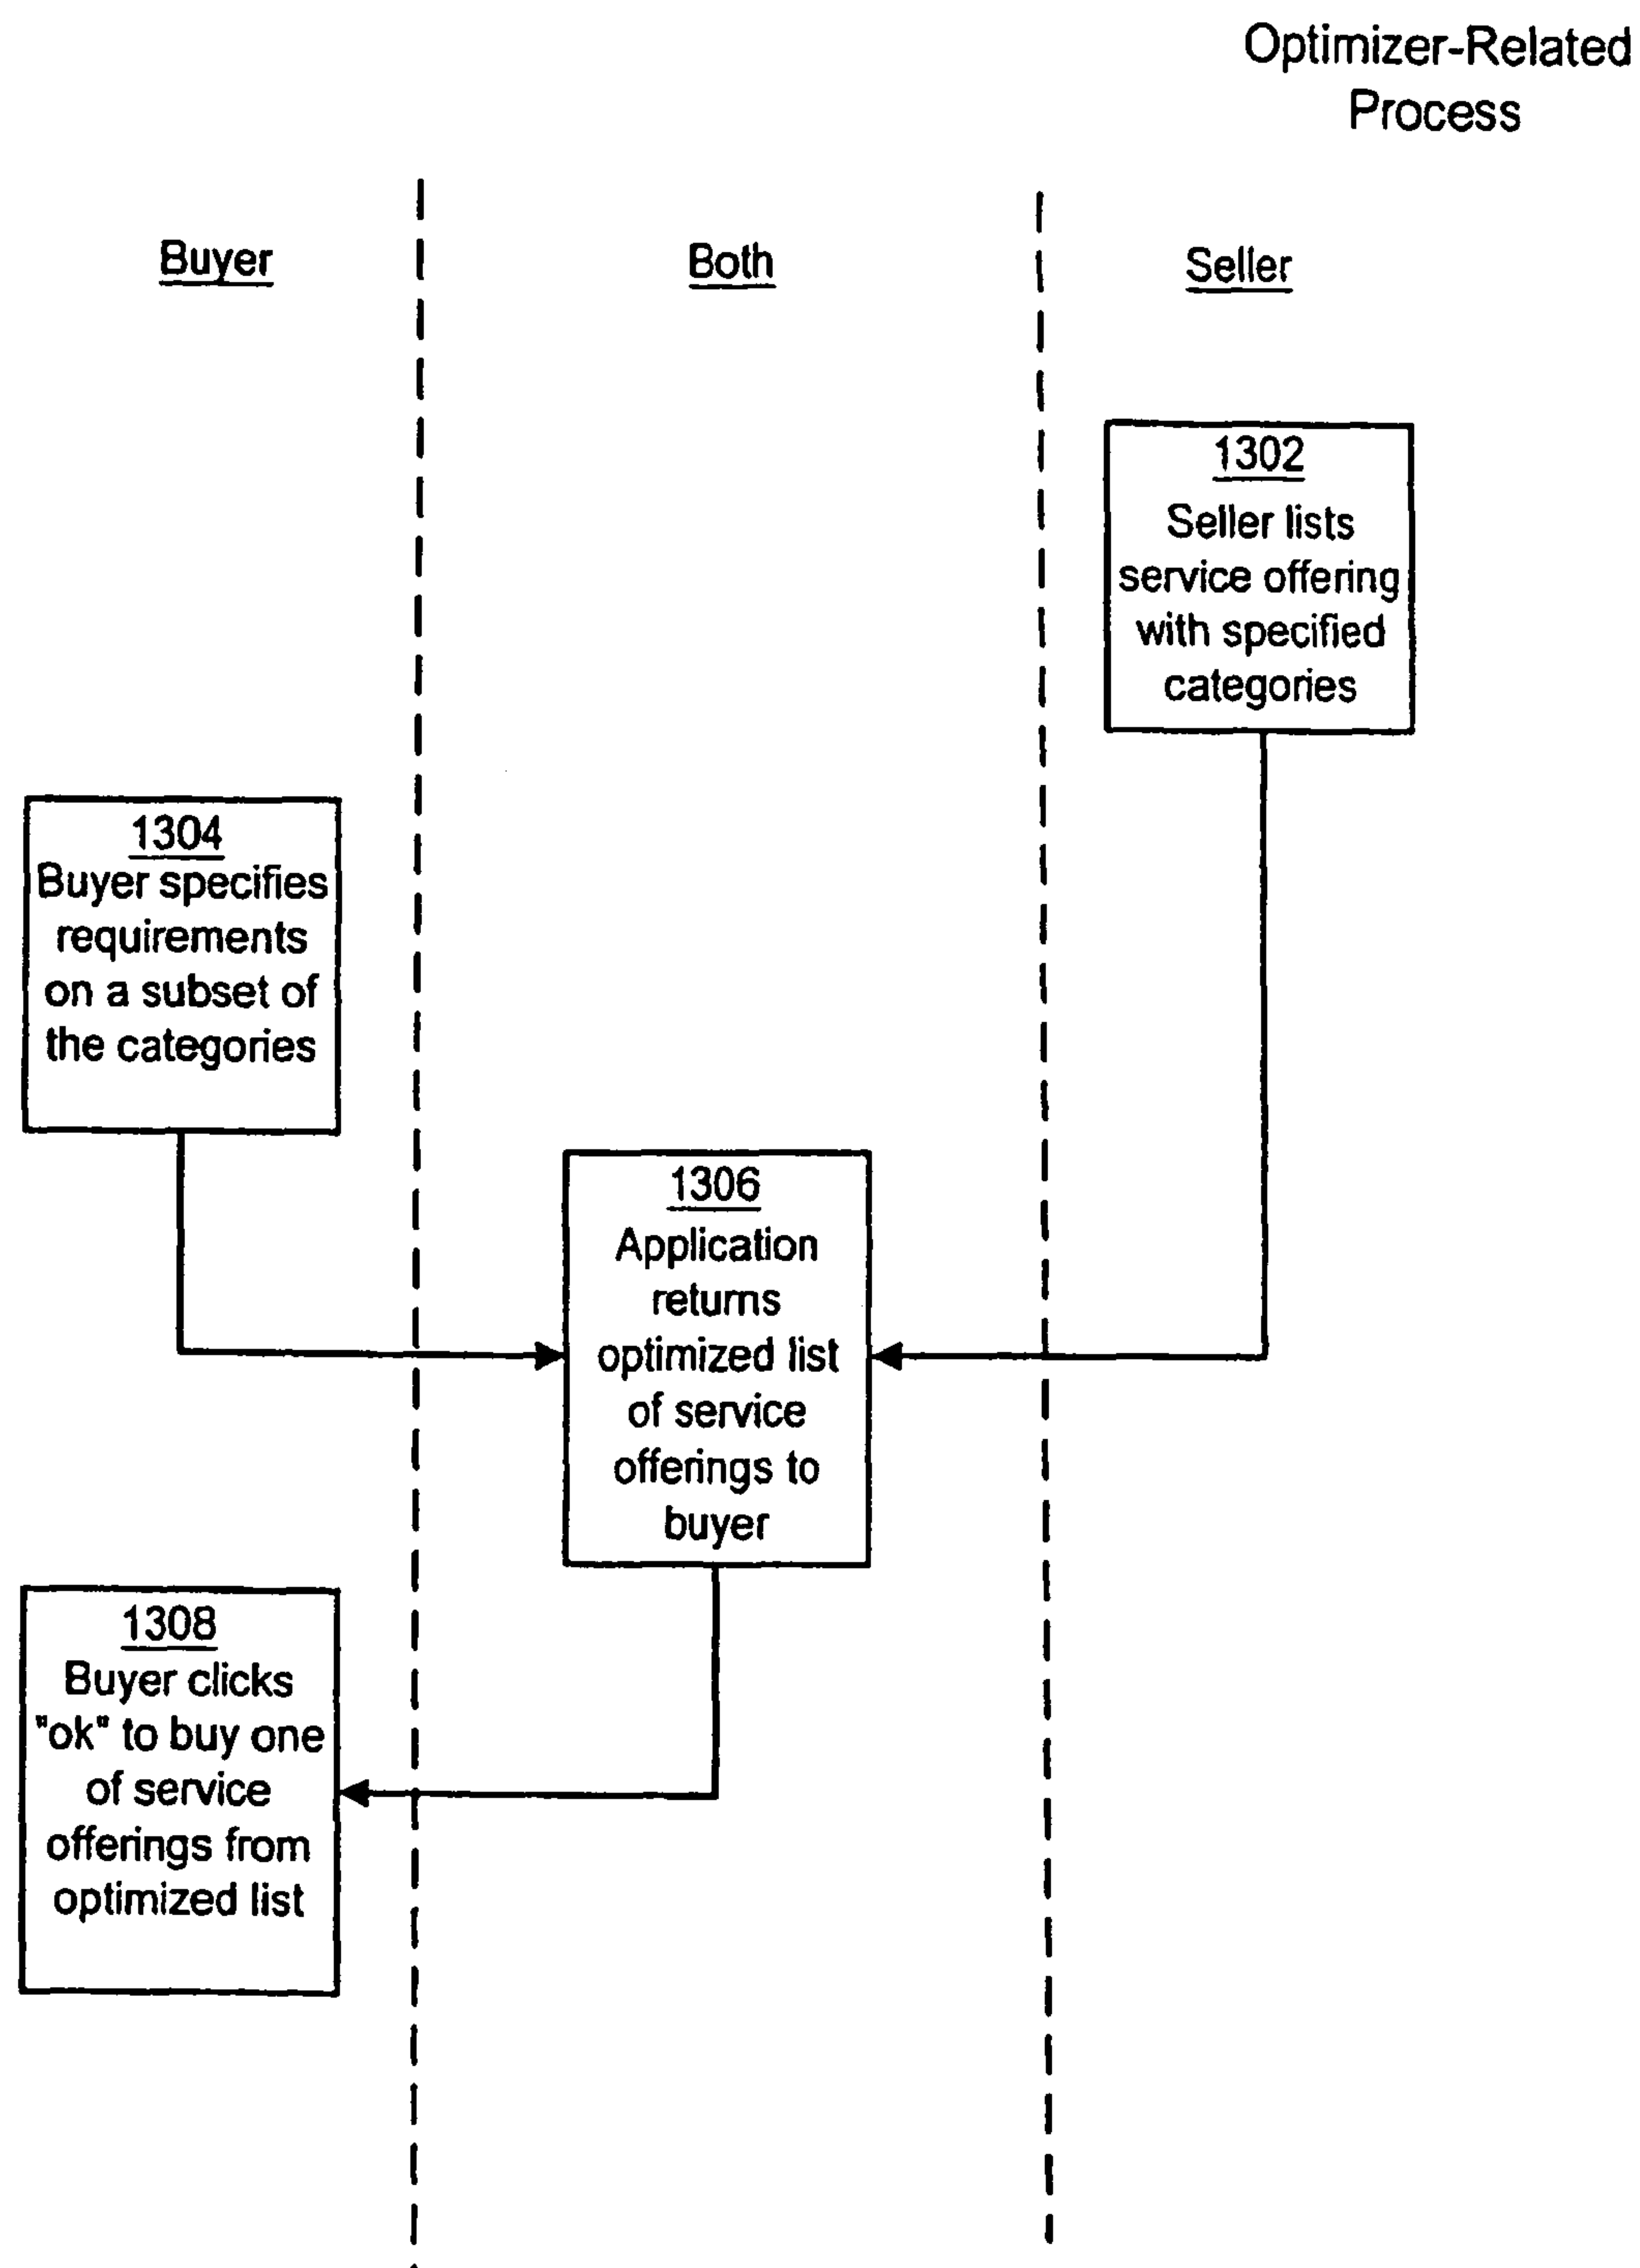 Optimizer-Related
Process
Buyer
Both
Seller
1302
Seller lists
service offering
with specified
categories
1304
Buyer specifies
requirements
on a subset of
the categories
1306
Application
returns
optimized list
of service
offerings to
buyer
1308
Buyer clicks
"ok" to buy one
of service
offerings from
optimized list